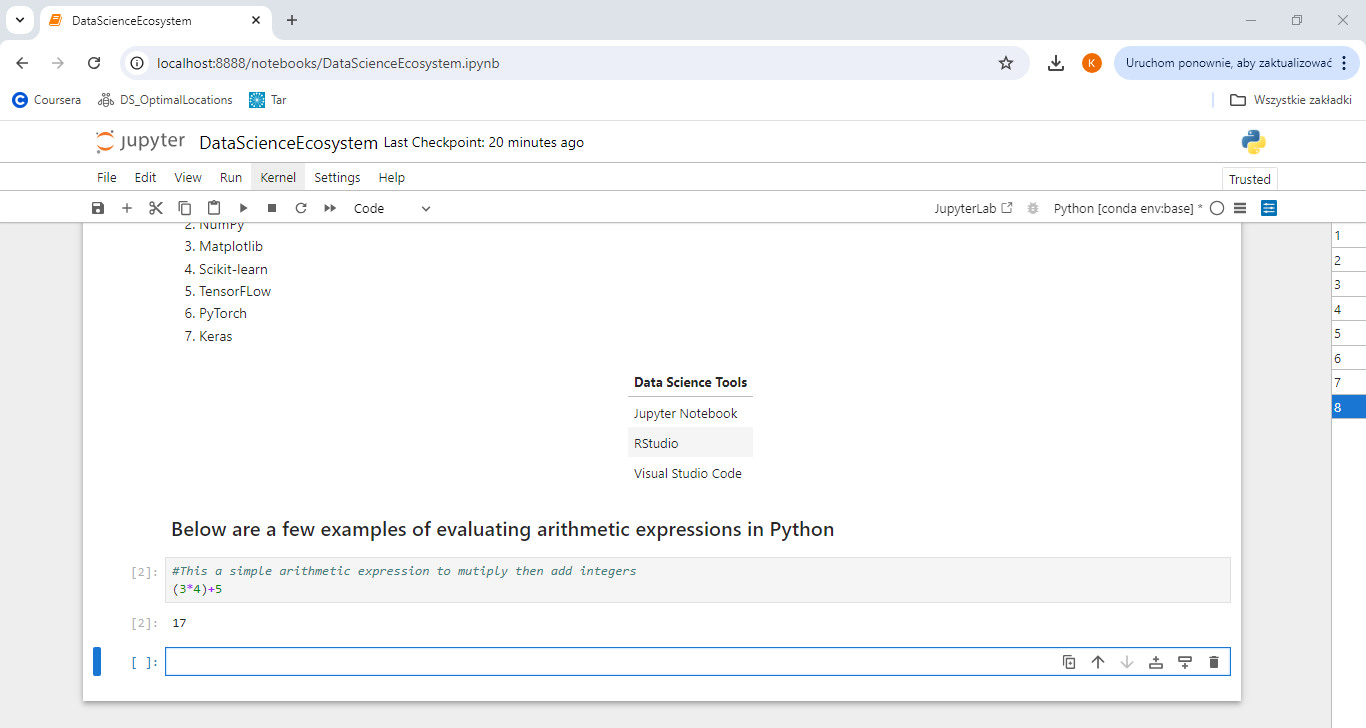 DataScienceEcosystem
localhost:8888/notebooks/DataScienceEcosystem.ipynb
K
Uruchom ponownie, aby zaktualizować
Coursera DS_OptimalLocations Tar Wszystkie zakładki
jupyter DataScienceEcosystem Last Checkpoint: 20 minutes ago
File Edit View Run Kernel Settings Help Trusted
Code JupyterLab Python [conda env:base] *
2. NumPy
3. Matplotlib
4. Scikit-learn
5. TensorFLow
6. PyTorch
7. Keras
Data Science Tools
Jupyter Notebook
RStudio
Visual Studio Code
Below are a few examples of evaluating arithmetic expressions in Python
[2]: #This a simple arithmetic expression to mutiply then add integers
(3*4)+5
[2]: 17
[ ]:
1
2
3
4
5
6
7
8